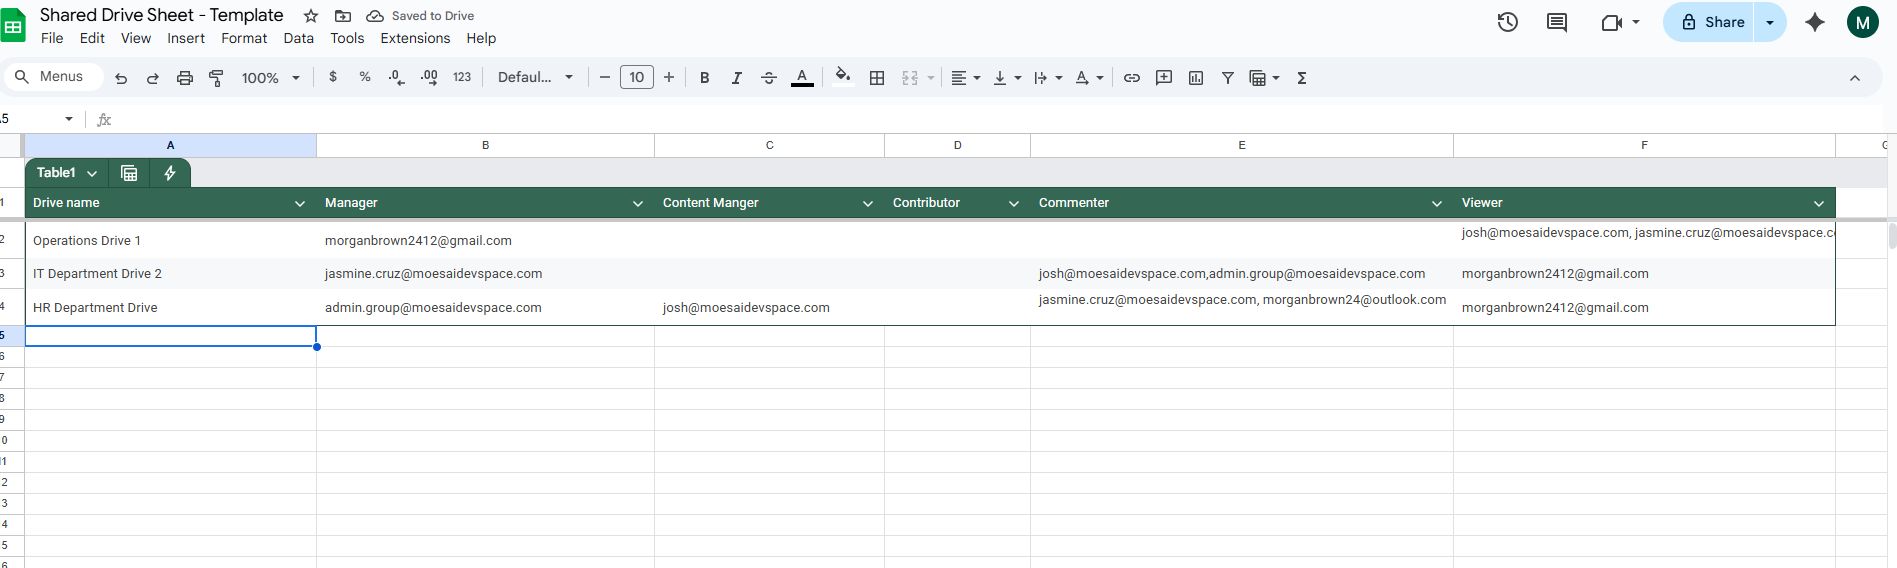 Shared Drive Sheet - Template Saved to Drive
File Edit View Insert Format Data Tools Extensions Help
Share M
Menus 100% $ % .0 .00 123 Defaul... 10 B I A
fx
A B C D E F
Table1
1 Drive name Manager Content Manger Contributor Commenter Viewer
2 Operations Drive 1 morganbrown2412@gmail.com josh@moesaidevspace.com, jasmine.cruz@moesaidevspace.c
3 IT Department Drive 2 jasmine.cruz@moesaidevspace.com josh@moesaidevspace.com,admin.group@moesaidevspace.com morganbrown2412@gmail.com
4 HR Department Drive admin.group@moesaidevspace.com josh@moesaidevspace.com jasmine.cruz@moesaidevspace.com, morganbrown24@outlook.com morganbrown2412@gmail.com
5
6
7
8
9
0
11
2
3
4
5
6